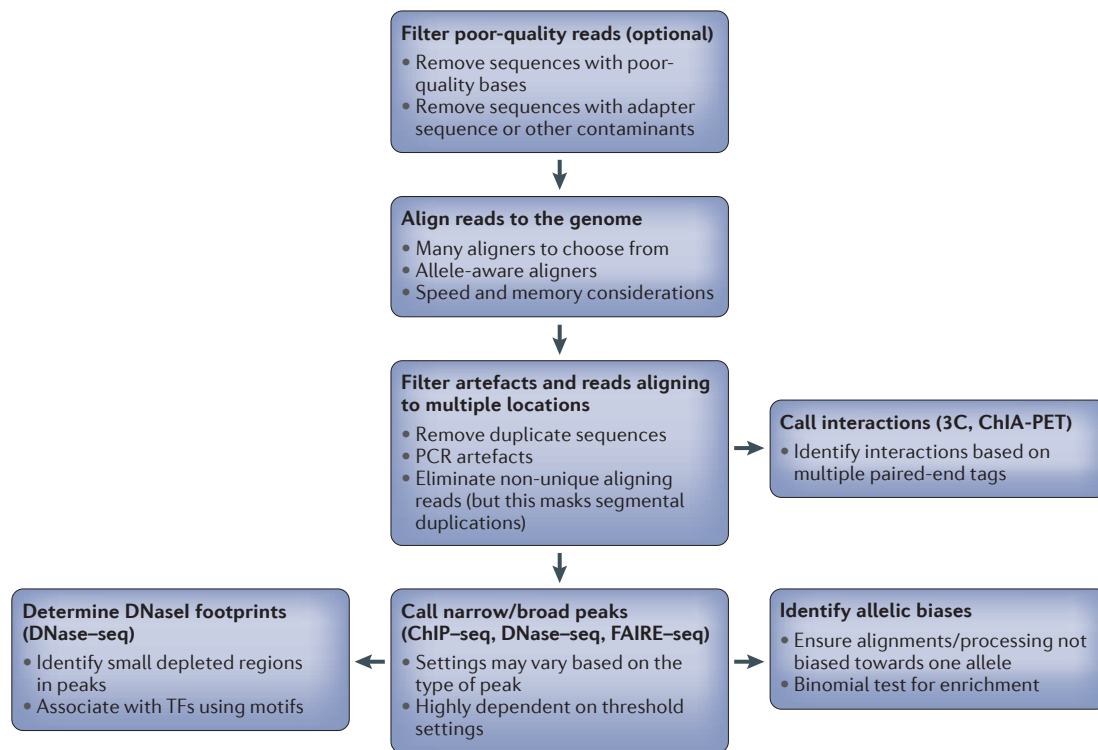 Filter poor-quality reads (optional)
• Remove sequences with poor-
quality bases
• Remove sequences with adapter
sequence or other contaminants
Align reads to the genome
• Many aligners to choose from
• Allele-aware aligners
• Speed and memory considerations
Filter artefacts and reads aligning
to multiple locations
• Remove duplicate sequences
• PCR artefacts
• Eliminate non-unique aligning
reads (but this masks segmental
duplications)
Call interactions (3C, ChIA-PET)
• Identify interactions based on
multiple paired-end tags
Determine DNaseI footprints
(DNase–seq)
• Identify small depleted regions
in peaks
• Associate with TFs using motifs
Call narrow/broad peaks
(ChIP–seq, DNase–seq, FAIRE–seq)
• Settings may vary based on the
type of peak
• Highly dependent on threshold
settings
Identify allelic biases
• Ensure alignments/processing not
biased towards one allele
• Binomial test for enrichment